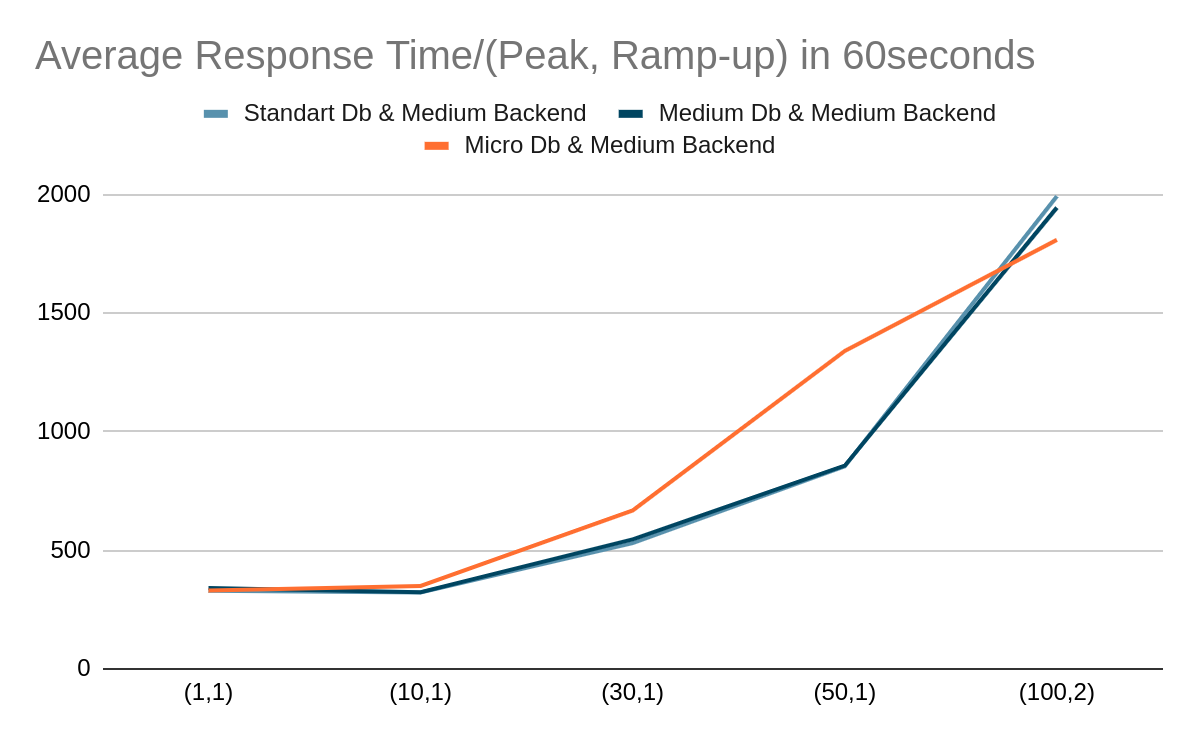 Average Response Time/(Peak, Ramp-up) in 60seconds
Standart Db & Medium Backend
Medium Db & Medium Backend
Micro Db & Medium Backend
2000
1500
1000
500
0
(1,1)
(10,1)
(30,1)
(50,1)
(100,2)